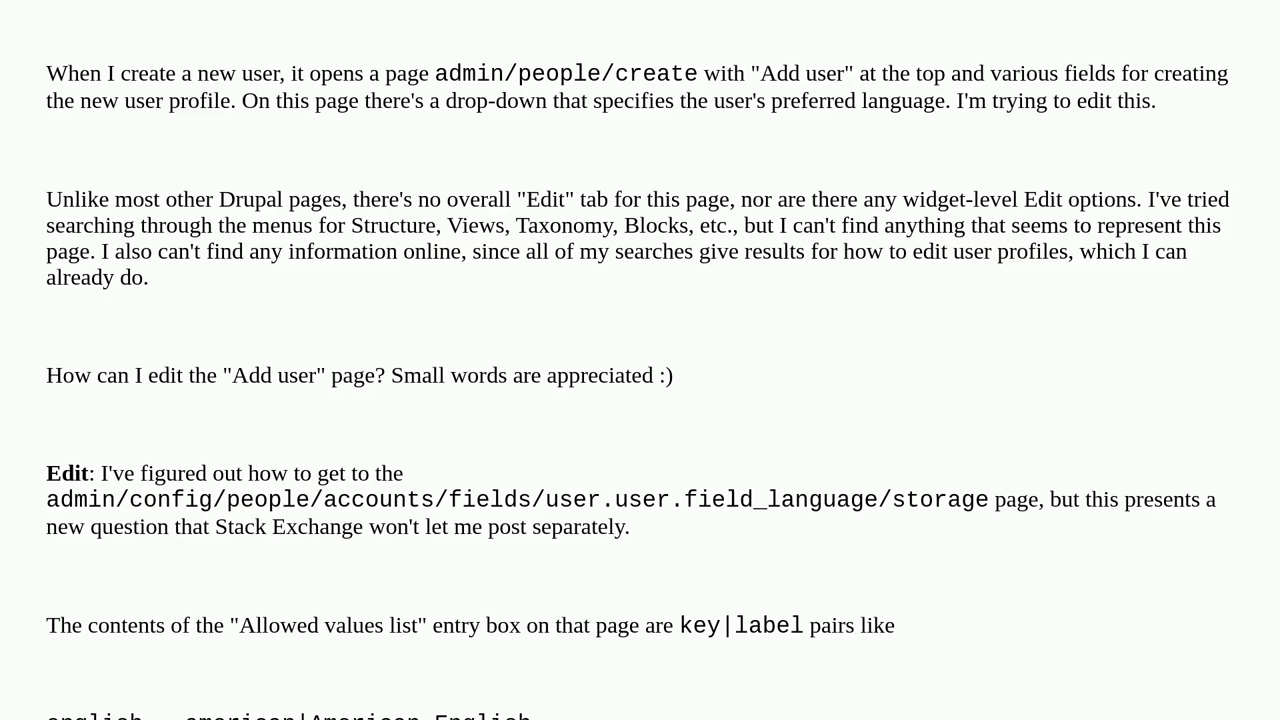 When I create a new user, it opens a page admin/people/create with "Add user" at the top and various fields for creating
the new user profile. On this page there's a drop-down that specifies the user's preferred language. I'm trying to edit this.
Unlike most other Drupal pages, there's no overall "Edit" tab for this page, nor are there any widget-level Edit options. I've tried
searching through the menus for Structure, Views, Taxonomy, Blocks, etc., but I can't find anything that seems to represent this
page. I also can't find any information online, since all of my searches give results for how to edit user profiles, which I can
already do.
How can I edit the "Add user" page? Small words are appreciated :)
Edit: I've figured out how to get to the
admin/config/people/accounts/fields/user.user.field_language/storage page, but this presents a
new question that Stack Exchange won't let me post separately.
The contents of the "Allowed values list" entry box on that page are key|label pairs like